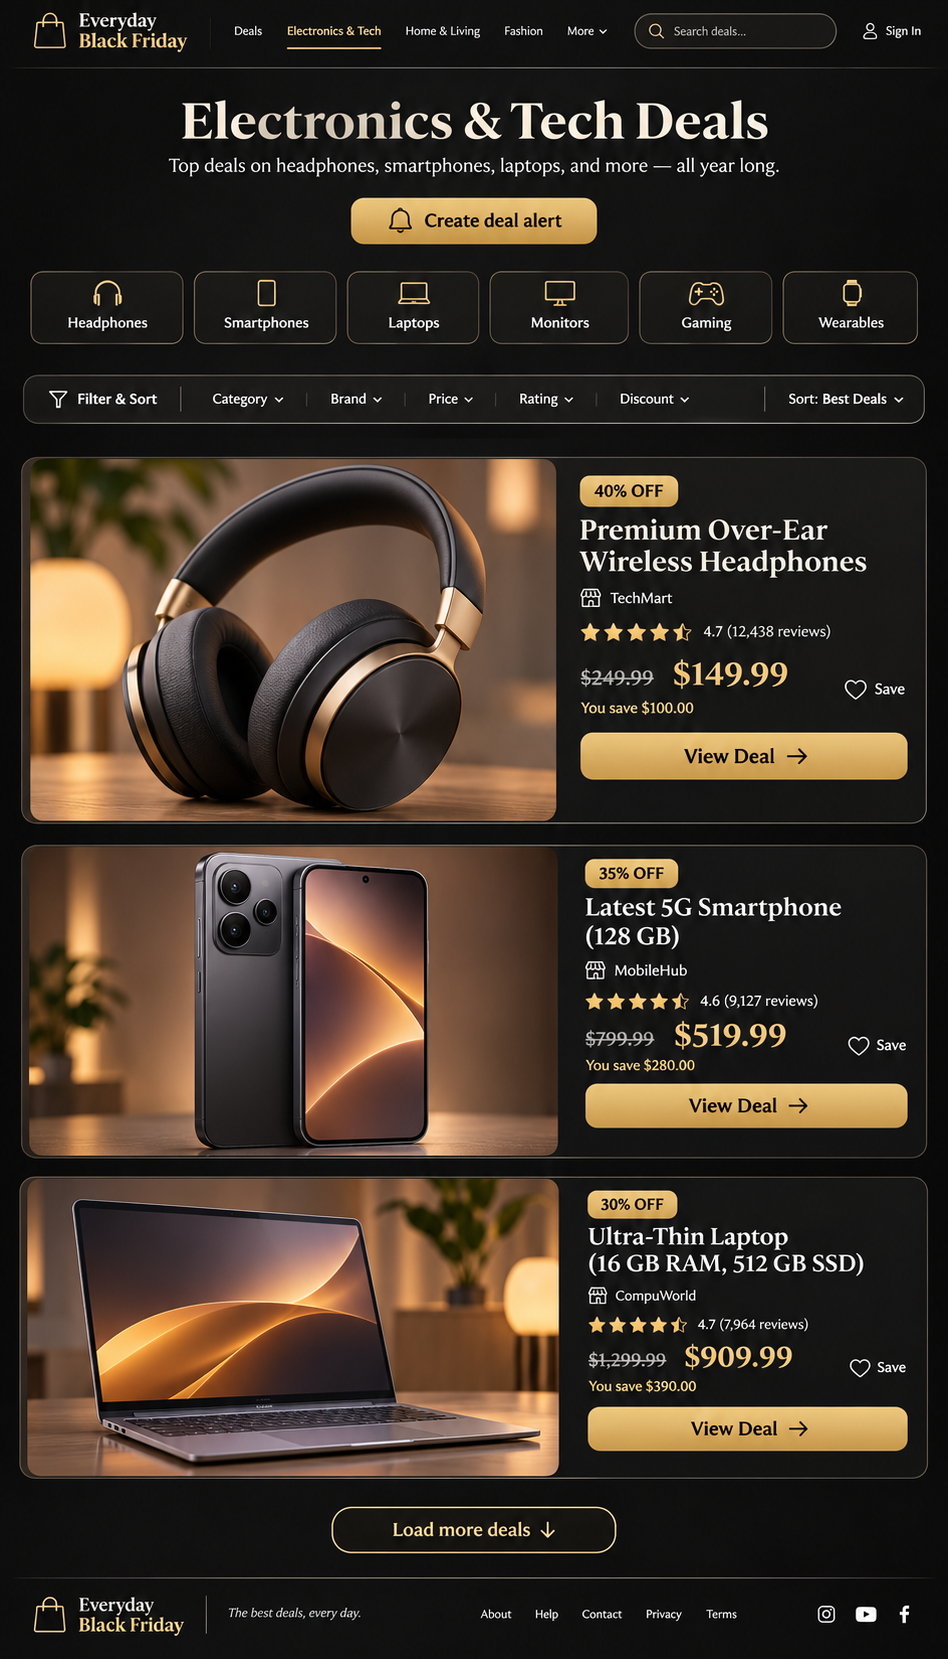 Everyday
Black Friday
Deals
Electronics & Tech
Home & Living
Fashion
More
Search deals...
Sign In
Electronics & Tech Deals
Top deals on headphones, smartphones, laptops, and more — all year long.
Create deal alert
Headphones
Smartphones
Laptops
Monitors
Gaming
Wearables
Filter & Sort
Category
Brand
Price
Rating
Discount
Sort: Best Deals
40% OFF
Premium Over-Ear
Wireless Headphones
TechMart
4.7 (12,438 reviews)
$249.99 $149.99
You save $100.00
Save
View Deal
35% OFF
Latest 5G Smartphone
(128 GB)
MobileHub
4.6 (9,127 reviews)
$799.99 $519.99
You save $280.00
Save
View Deal
30% OFF
Ultra-Thin Laptop
(16 GB RAM, 512 GB SSD)
CompuWorld
4.7 (7,964 reviews)
$1,299.99 $909.99
You save $390.00
Save
View Deal
Load more deals
Everyday
Black Friday
The best deals, every day.
About
Help
Contact
Privacy
Terms